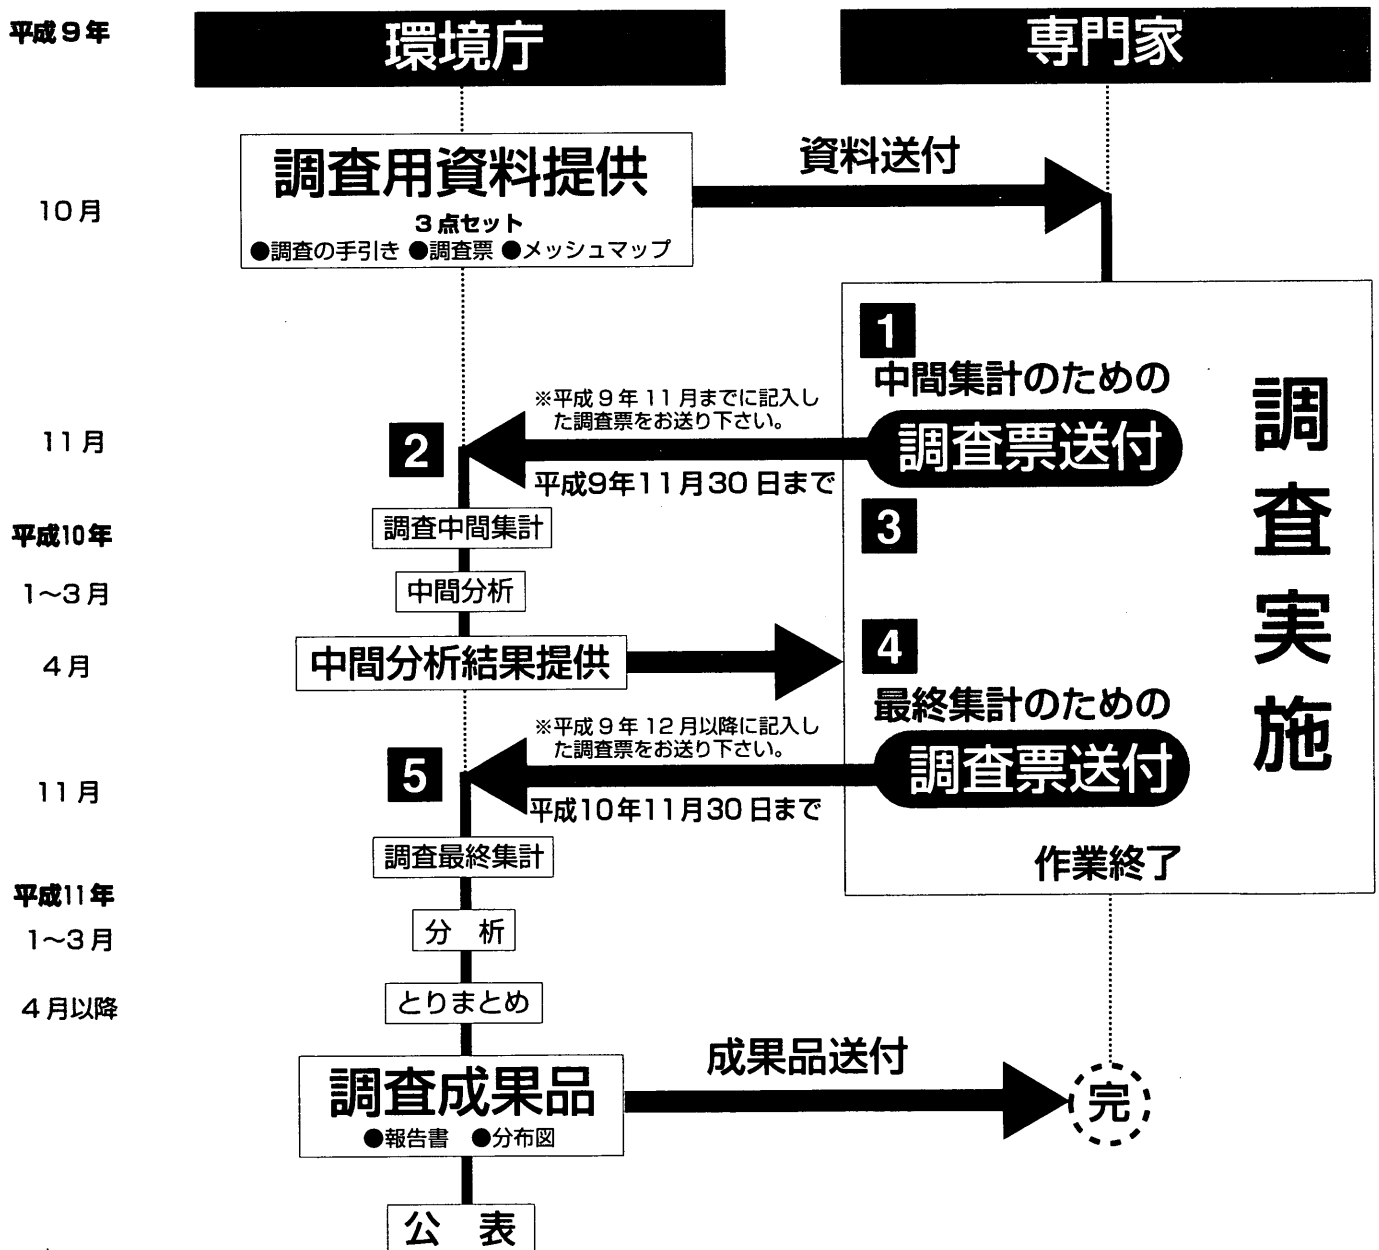 平成9年
環境庁
専門家
調査用資料提供
3点セット
●調査の手引き ●調査票 ●メッシュマップ
資料送付
10月
1
中間集計のための
調査票送付
調査実施
※平成9年11月までに記入し
た調査票をお送り下さい。
2
11月
平成9年11月30日まで
3
調査中間集計
平成10年
中間分析
1～3月
4
中間分析結果提供
4月
最終集計のための
調査票送付
※平成9年12月以降に記入し
た調査票をお送り下さい。
5
11月
平成10年11月30日まで
調査最終集計
作業終了
平成11年
分 析
1～3月
とりまとめ
4月以降
成果品送付
調査成果品
●報告書 ●分布図
完
公 表